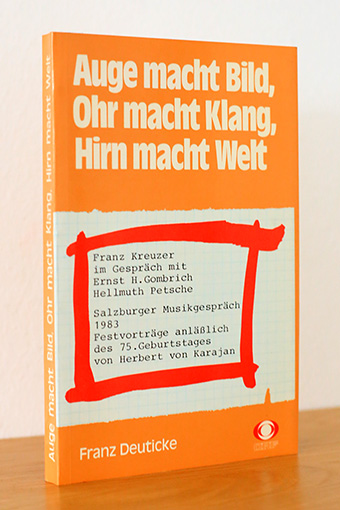 Auge macht Bild,
Ohr macht Klang,
Hirn macht Welt
Franz Kreuzer
im Gespräch mit
Ernst H.Gombrich
Hellmuth Petsche
Salzburger Musikgespräch
1983
Festvorträge anläßlich
des 75.Geburtstages
von Herbert von Karajan
Franz Deuticke
Auge macht Bild, Ohr macht Klang, Hirn macht Welt